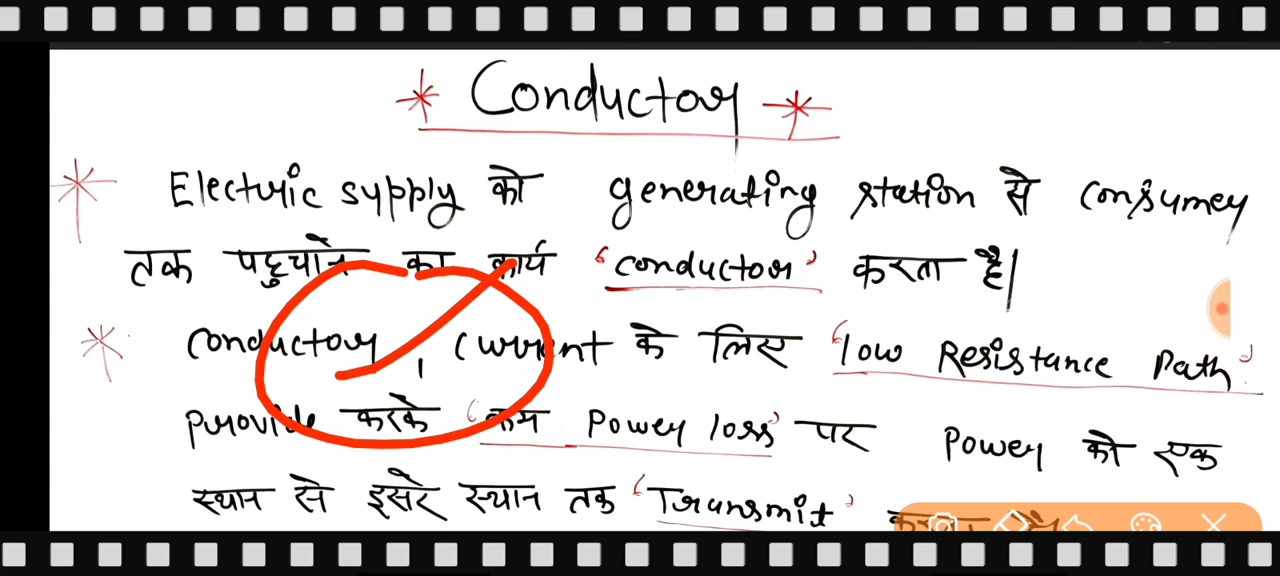 * Conductor *
* Electric supply को generating station से consumer
तक पहुचाने का कार्य 'conductor' करता है|
* Conductor, Current के लिए 'low Resistance Path'
provide करके 'कम Power loss' पर Power को एक
स्थान से दूसरे स्थान तक 'Transmit'